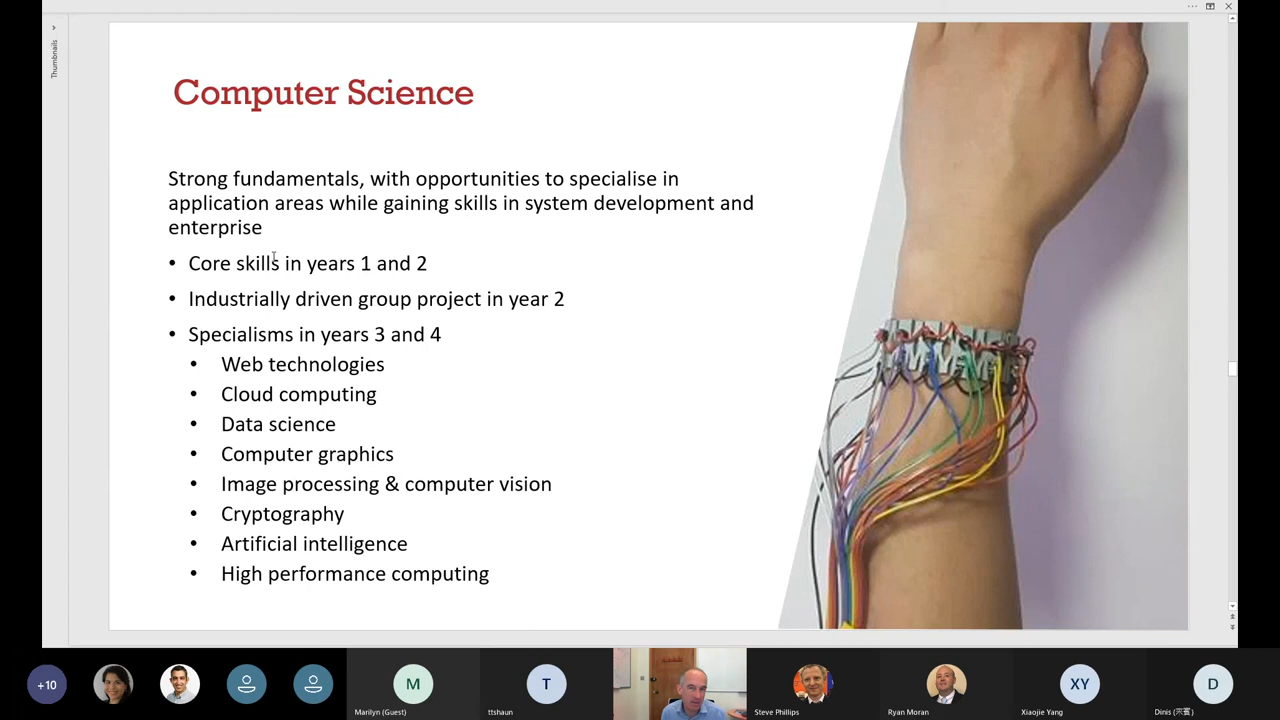 Thumbnails
Computer Science
Strong fundamentals, with opportunities to specialise in
application areas while gaining skills in system development and
enterprise
• Core skills in years 1 and 2
• Industrially driven group project in year 2
• Specialisms in years 3 and 4
• Web technologies
• Cloud computing
• Data science
• Computer graphics
• Image processing & computer vision
• Cryptography
• Artificial intelligence
• High performance computing
+10
M
T
XY
D
Marilyn (Guest)
ttshaun
Steve Phillips
Ryan Moran
Xiaojie Yang
Dinis